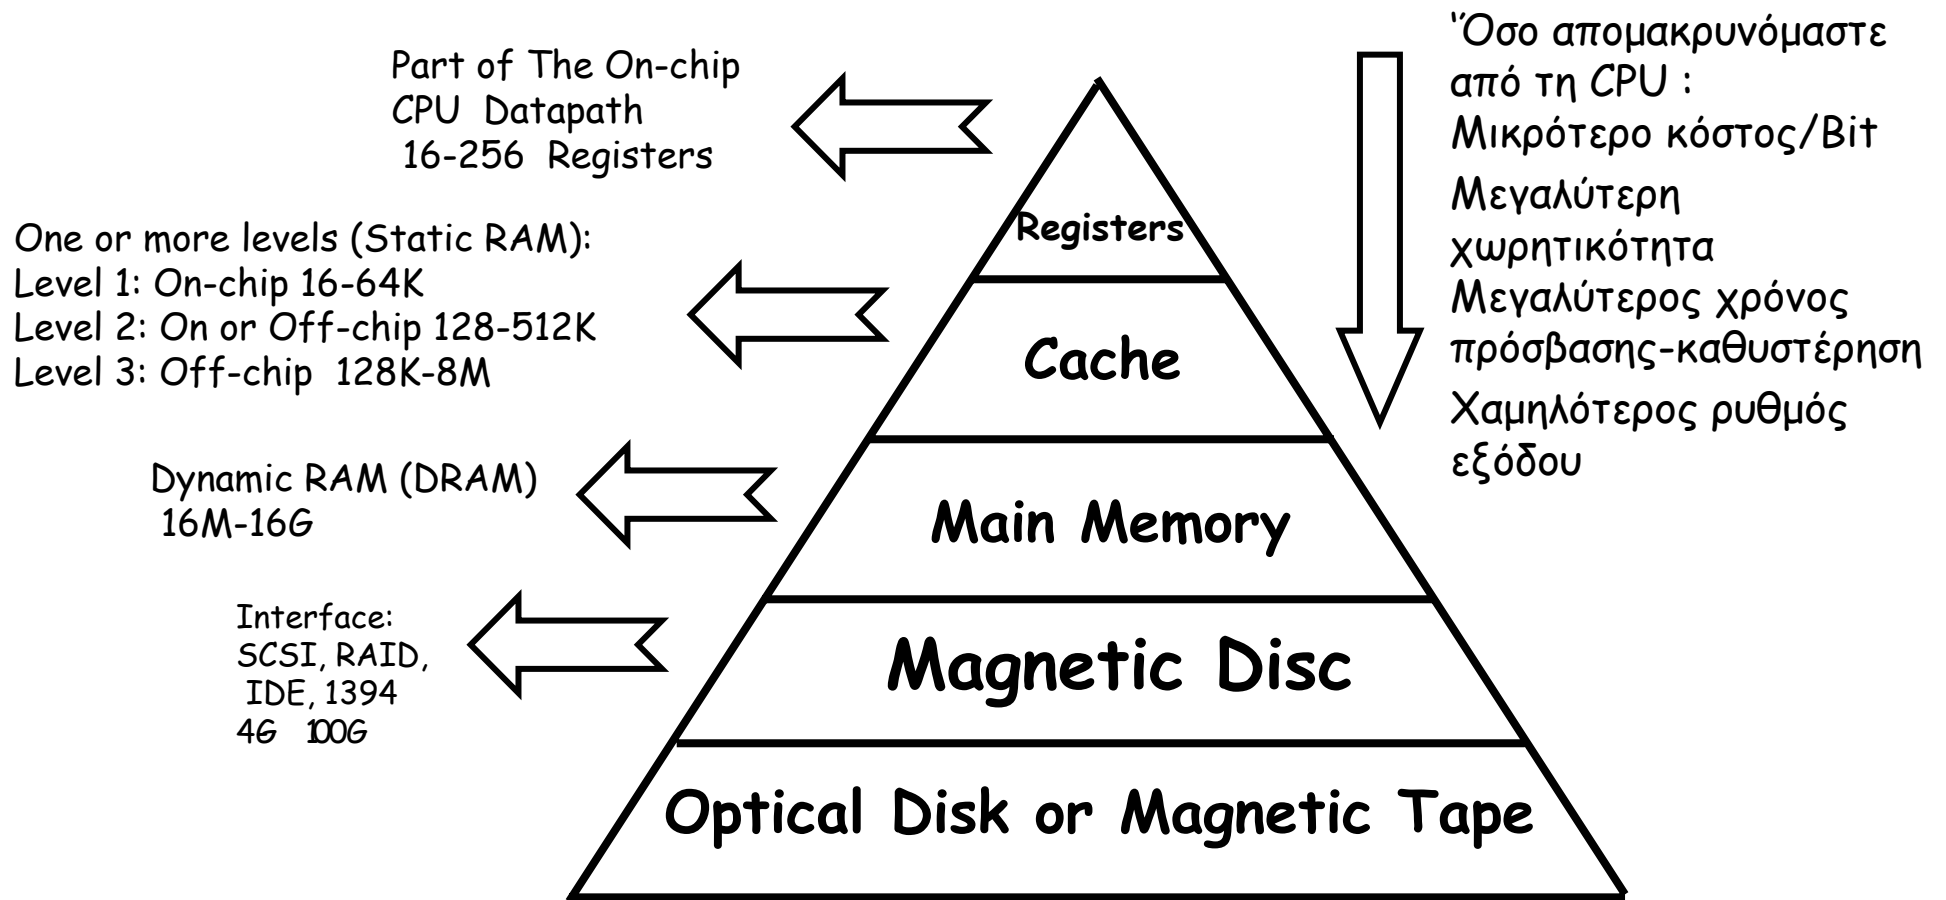 Part of The On-chip
CPU Datapath
16-256 Registers
One or more levels (Static RAM):
Level 1: On-chip 16-64K
Level 2: On or Off-chip 128-512K
Level 3: Off-chip 128K-8M
Dynamic RAM (DRAM)
16M-16G
Interface:
SCSI, RAID,
IDE, 1394
4G 100G
Registers
Cache
Main Memory
Magnetic Disc
Optical Disk or Magnetic Tape
‘Όσο απομακρυνόμαστε
από τη CPU :
Μικρότερο κόστος/Bit
Μεγαλύτερη
χωρητικότητα
Μεγαλύτερος χρόνος
πρόσβασης-καθυστέρηση
Χαμηλότερος ρυθμός
εξόδου